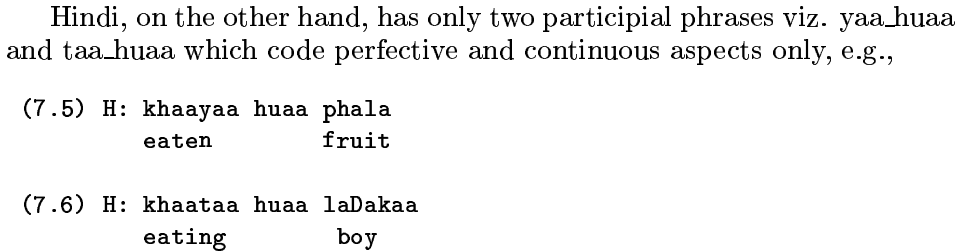 Hindi, on the other hand, has only two participial phrases viz. yaa_huaa
and taa_huaa which code perfective and continuous aspects only, e.g.,
(7.5) H: khaayaa huaa phala
eaten fruit
(7.6) H: khaataa huaa laDakaa
eating boy